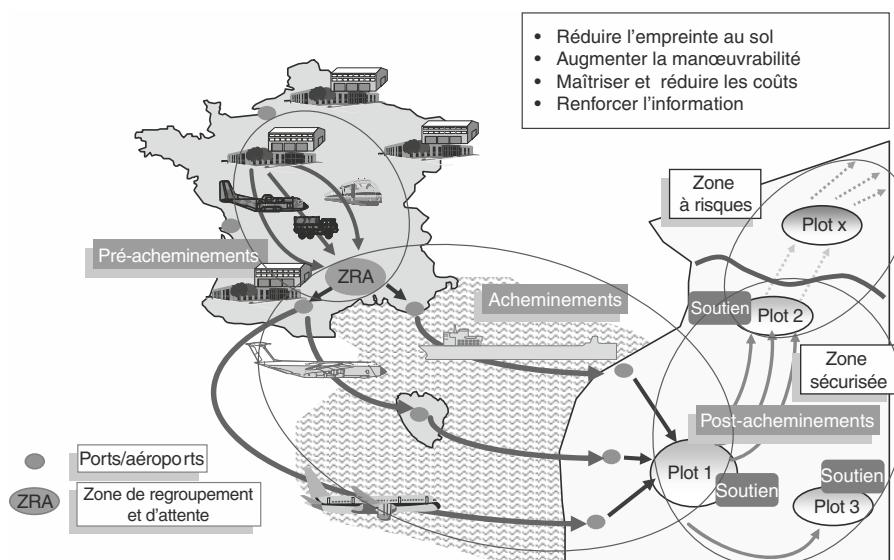 • Réduire l'empreinte au sol
• Augmenter la manœuvrabilité
• Maîtriser et réduire les coûts
• Renforcer l'information
Zone
à risques
Plot x
Pré-acheminements
ZRA
Acheminements
Soutien
Plot 2
Zone
sécurisée
Post-acheminements
Plot 1
Soutien
Soutien
Plot 3
Ports/aéroports
ZRA
Zone de regroupement
et d'attente